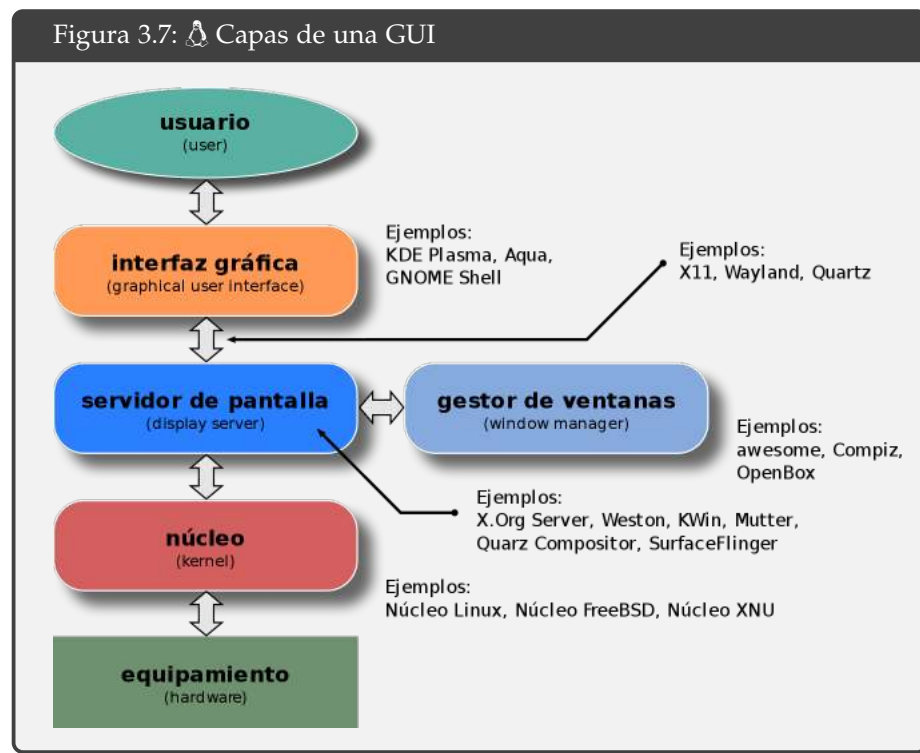 Figura 3.7: Capas de una GUI
usuario
(user)
interfaz gráfica
(graphical user interface)
Ejemplos:
KDE Plasma, Aqua,
GNOME Shell
Ejemplos:
X11, Wayland, Quartz
servidor de pantalla
(display server)
gestor de ventanas
(window manager)
Ejemplos:
awesome, Compiz,
OpenBox
Ejemplos:
X.Org Server, Weston, KWin, Mutter,
Quarz Compositor, SurfaceFlinger
núcleo
(kernel)
Ejemplos:
Núcleo Linux, Núcleo FreeBSD, Núcleo XNU
equipamiento
(hardware)